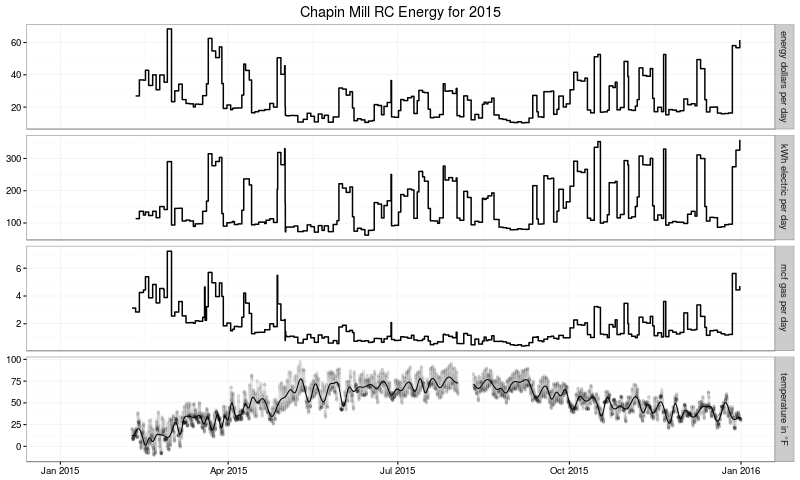 Chapin Mill RC Energy for 2015
60
40
20
energy dollars per day
300
200
100
kWh electric per day
6
4
2
mcf gas per day
100
75
50
25
0
temperature in °F
Jan 2015
Apr 2015
Jul 2015
Oct 2015
Jan 2016